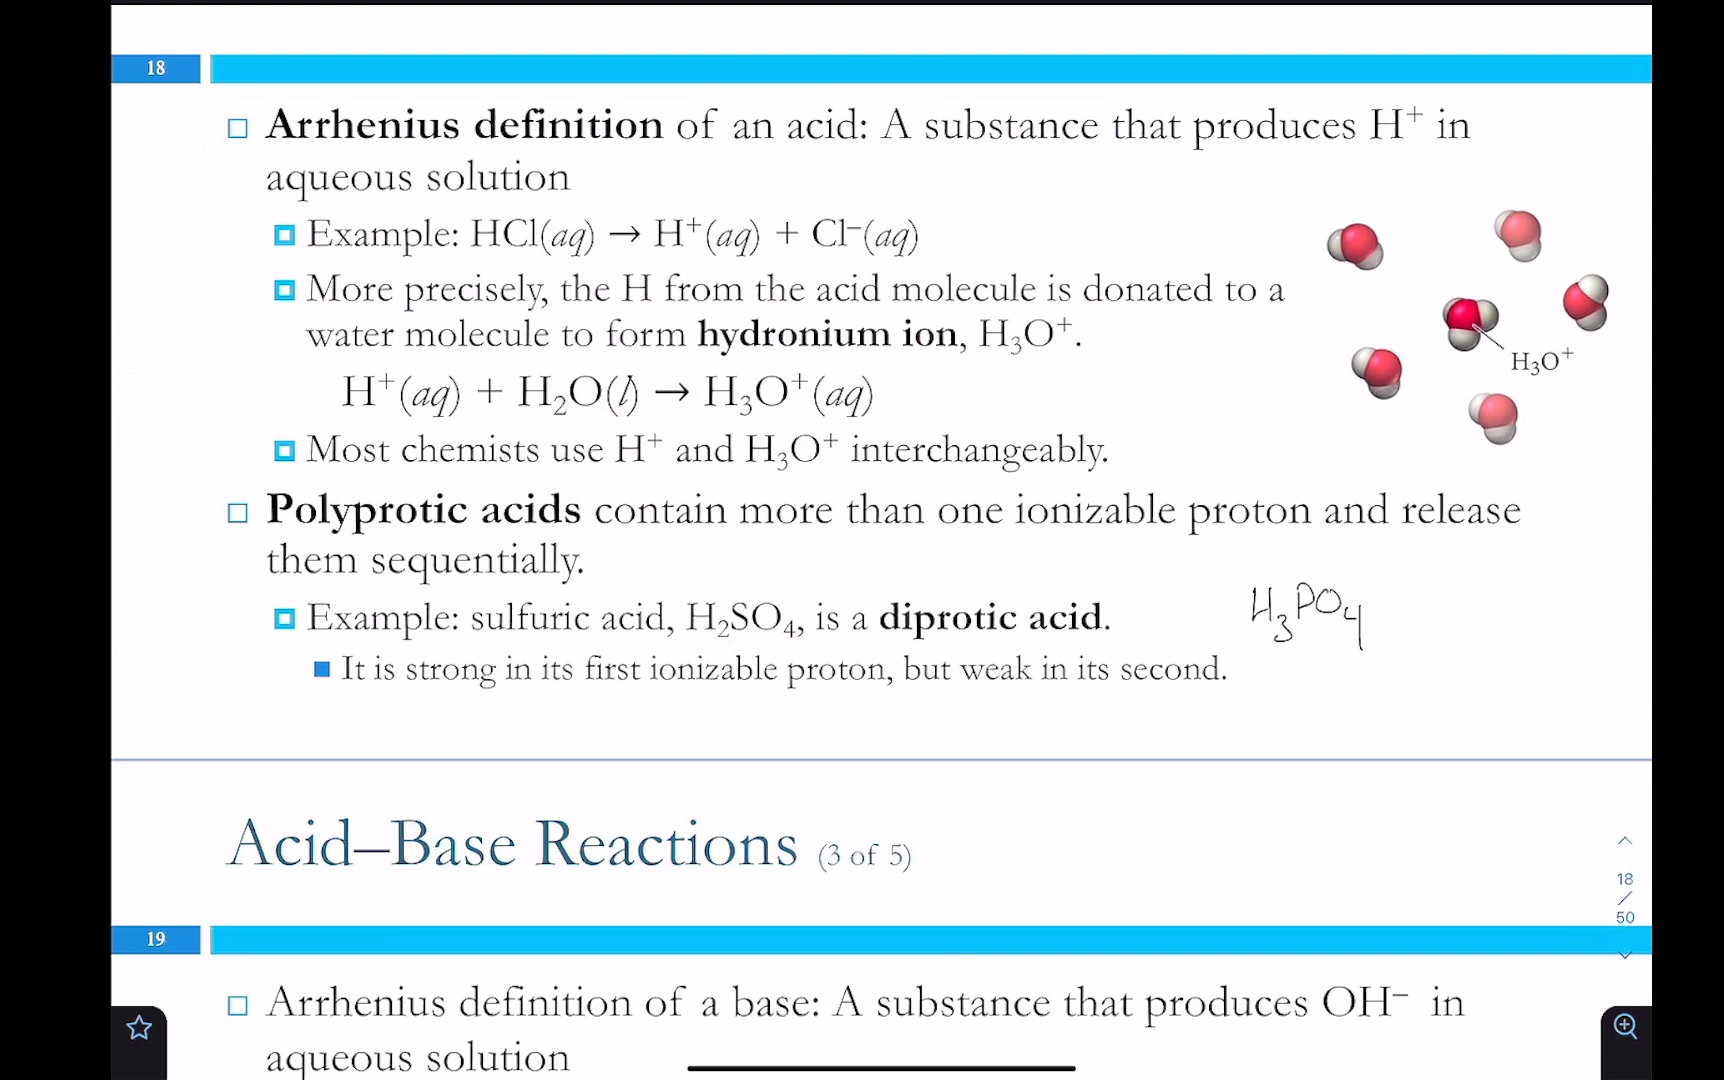 18
Arrhenius definition of an acid: A substance that produces H⁺ in
aqueous solution
Example: HCl(aq) → H⁺(aq) + Cl⁻(aq)
More precisely, the H from the acid molecule is donated to a
water molecule to form hydronium ion, H₃O⁺.
H⁺(aq) + H₂O(l) → H₃O⁺(aq)
H₃O⁺
Most chemists use H⁺ and H₃O⁺ interchangeably.
Polyprotic acids contain more than one ionizable proton and release
them sequentially.
Example: sulfuric acid, H₂SO₄, is a diprotic acid.
H₃PO₄
It is strong in its first ionizable proton, but weak in its second.
Acid–Base Reactions (3 of 5)
18
/
50
19
Arrhenius definition of a base: A substance that produces OH⁻ in
aqueous solution